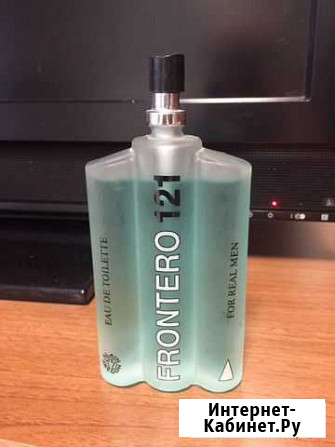 EAU DE TOILETTE
FRONTERO 121
FOR REAL MEN
Интернет-
Кабинет.Ру